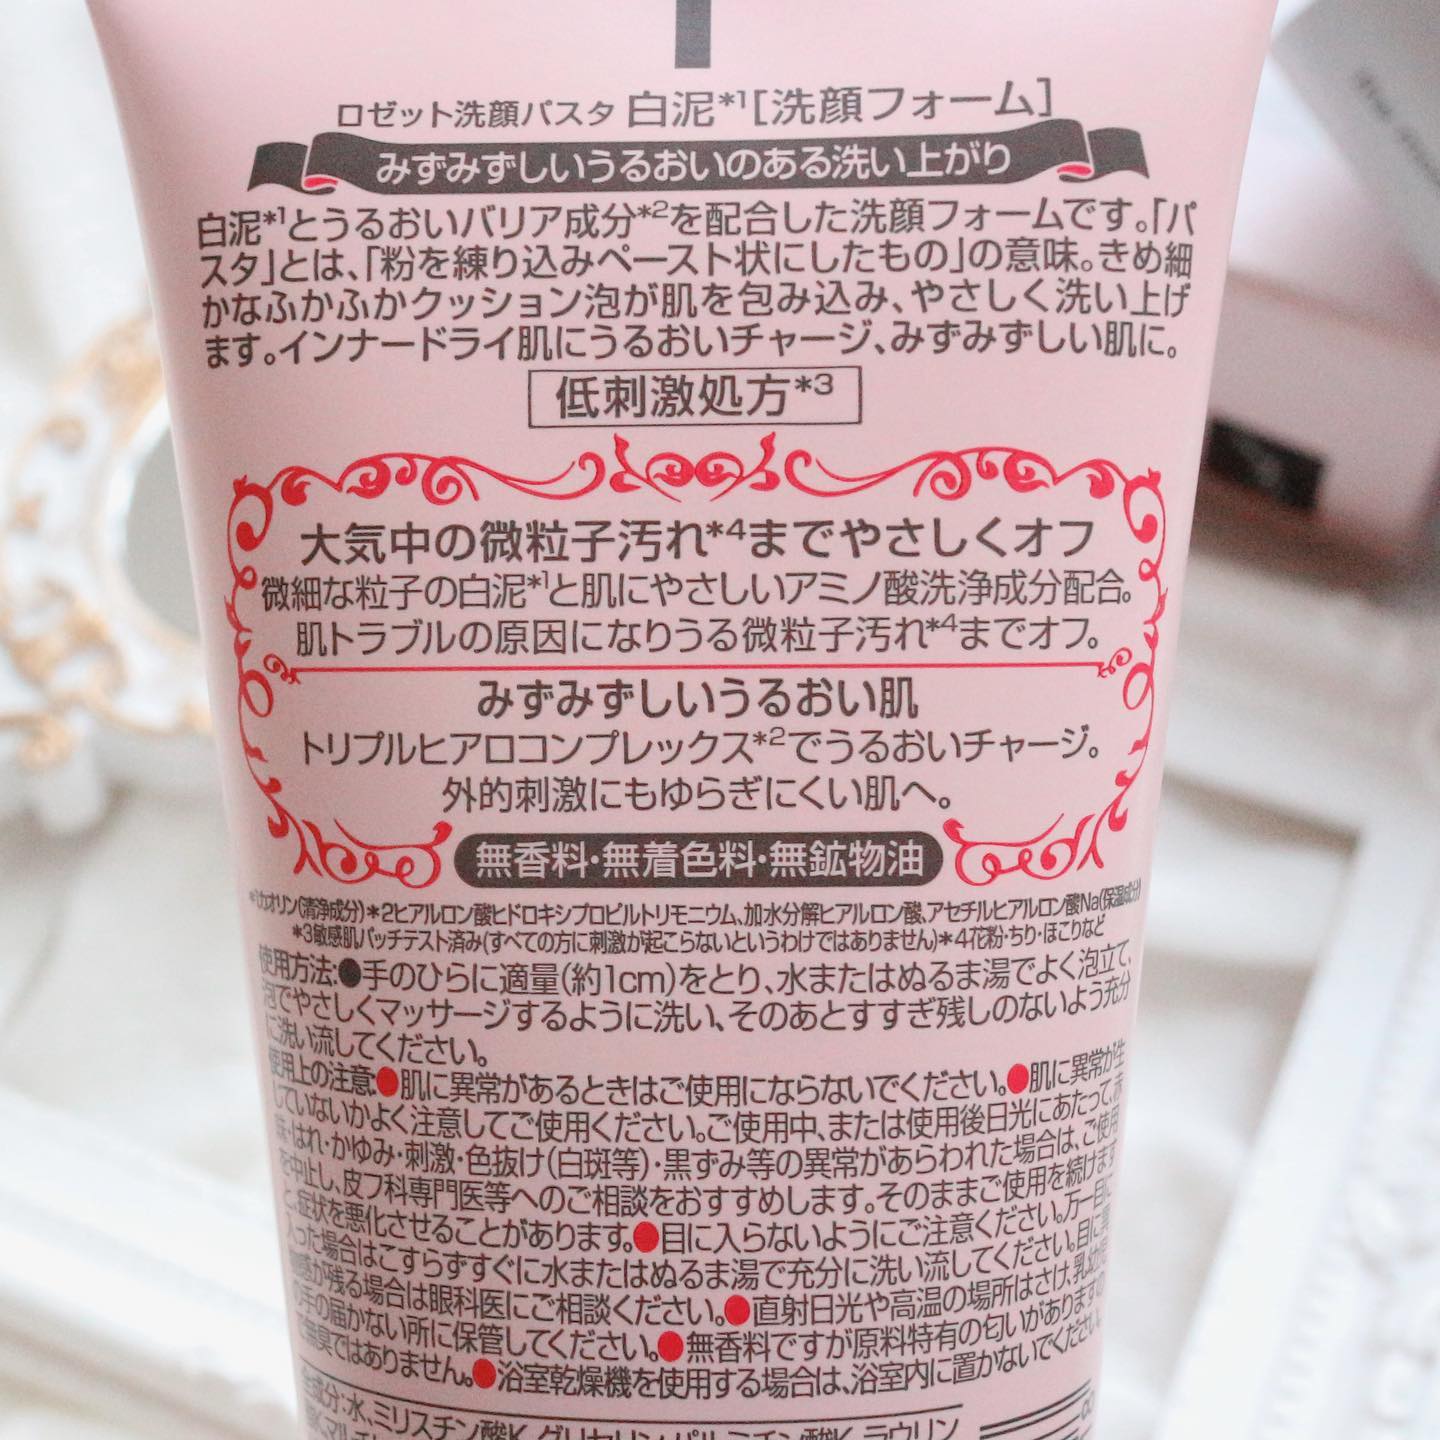 ロゼット洗顔パスタ 白泥*1[洗顔フォーム]
みずみずしいうるおいのある洗い上がり
白泥*1とうるおいバリア成分*2を配合した洗顔フォームです。「パ
スタ」とは、「粉を練り込みペースト状にしたもの」の意味。きめ細
かなふかふかクッション泡が肌を包み込み、やさしく洗い上げ
ます。インナードライ肌にうるおいチャージ、みずみずしい肌に。
低刺激処方*3
大気中の微粒子汚れ*4までやさしくオフ
微細な粒子の白泥*1と肌にやさしいアミノ酸洗浄成分配合。
肌トラブルの原因になりうる微粒子汚れ*4までオフ。
みずみずしいうるおい肌
トリプルヒアロコンプレックス*2でうるおいチャージ。
外的刺激にもゆらぎにくい肌へ。
無香料・無着色料・無鉱物油
*1カオリン(清浄成分)*2ヒアルロン酸ヒドロキシプロピルトリモニウム、加水分解ヒアルロン酸、アセチルヒアルロン酸Na(保湿成分)
*3敏感肌パッチテスト済み(すべての方に刺激が起こらないというわけではありません)*4花粉・ちり・ほこりなど
使用方法:●手のひらに適量(約1cm)をとり、水またはぬるま湯でよく泡立て、
泡でやさしくマッサージするように洗い、そのあとすすぎ残しのないよう充分
に洗い流してください。
使用上の注意:●肌に異常があるときはご使用にならないでください。●肌に異常が生
じていないかよく注意してご使用ください。ご使用中、または使用後日光にあたって、赤
味・はれ・かゆみ・刺激・色抜け(白斑等)・黒ずみ等の異常があらわれた場合は、ご使用
を中止し、皮フ科専門医等へのご相談をおすすめします。そのままご使用を続けます
と、症状を悪化させることがあります。●目に入らないようにご注意ください。万一目に
入った場合はこすらずすぐに水またはぬるま湯で充分に洗い流してください。目に異
物感が残る場合は眼科医にご相談ください。●直射日光や高温の場所はさけ、乳幼児
の手の届かない所に保管してください。●無香料ですが原料特有の匂いがありますの
で無臭ではありません。●浴室乾燥機を使用する場合は、浴室内に置かないでください。
全成分:水、ミリスチン酸K、グリセリン、パルミチン酸K、ラウリン